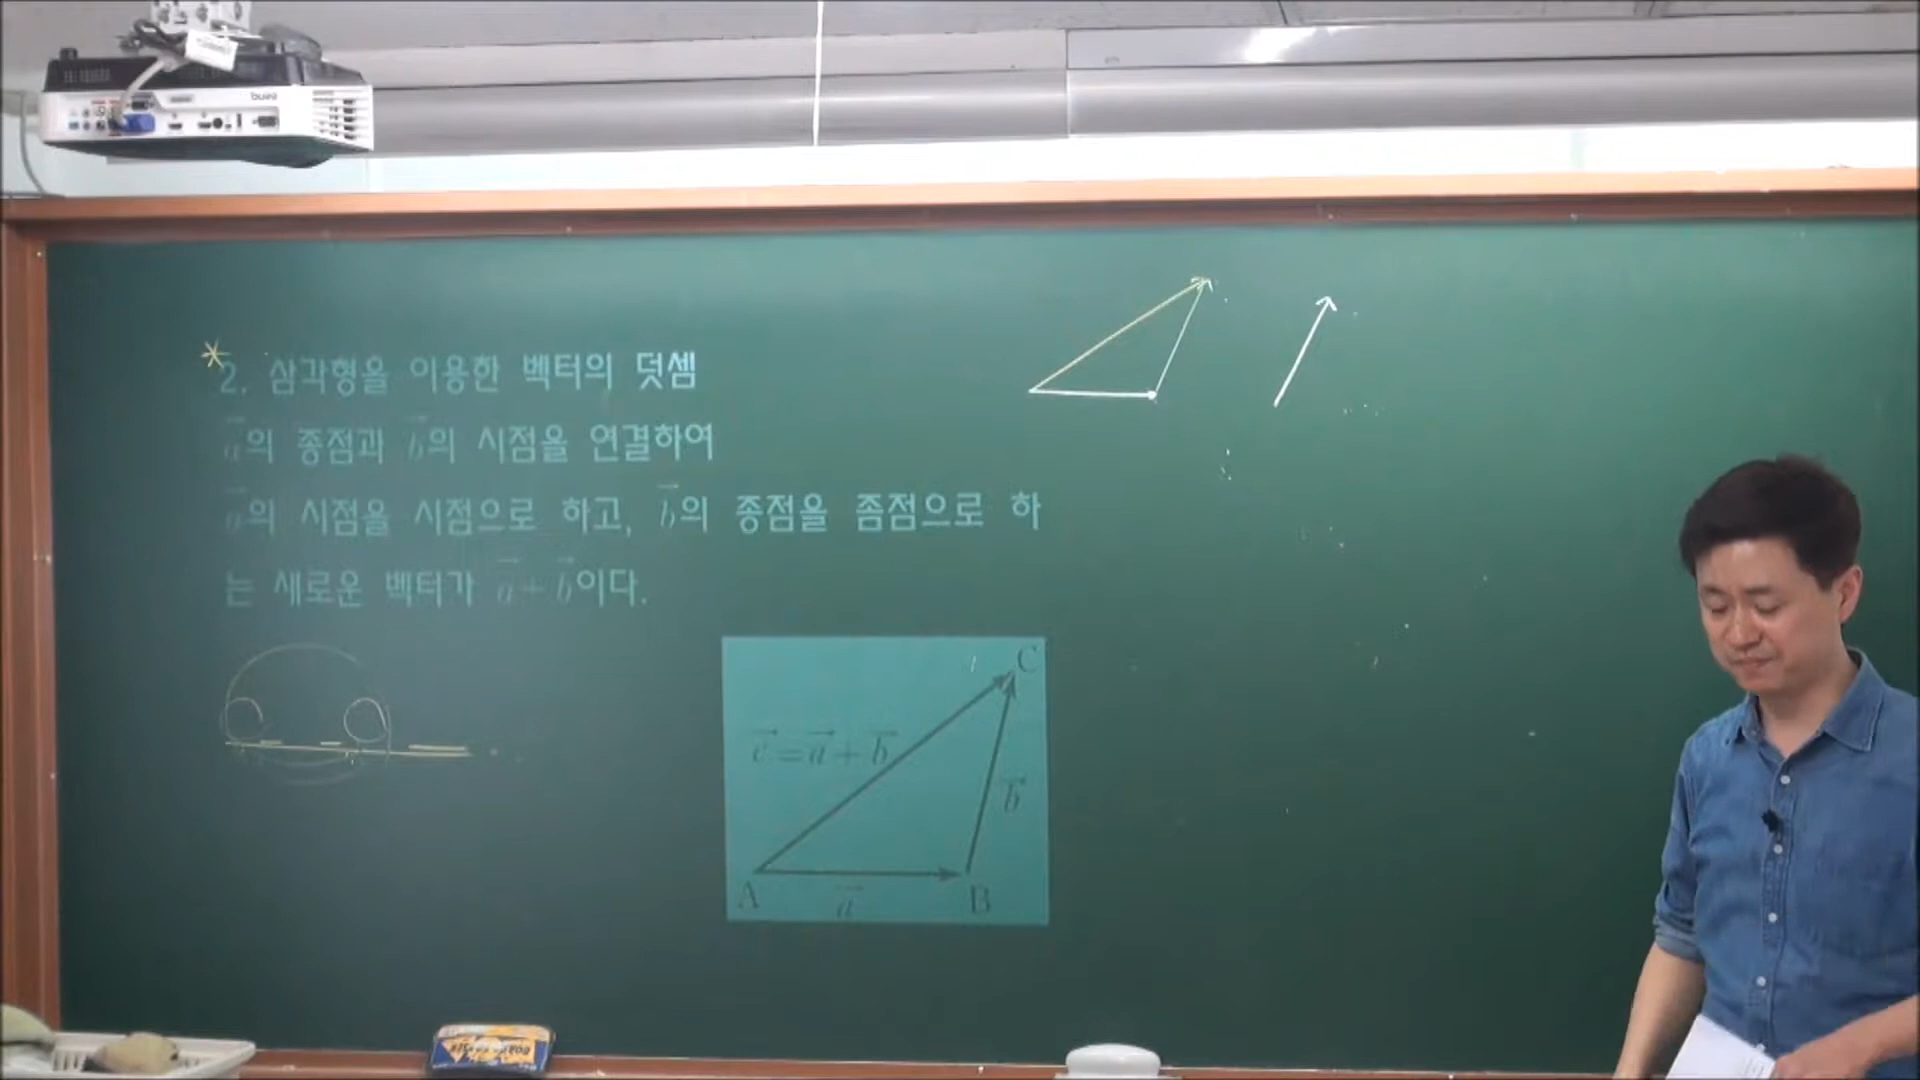 * 2. 삼각형을 이용한 벡터의 덧셈
a⃗의 종점과 b⃗의 시점을 연결하여
a⃗의 시점을 시점으로 하고, b⃗의 종점을 좀점으로 하
는 새로운 벡터가 a⃗+b⃗이다.
C
c⃗=a⃗+b⃗
b⃗
A
a⃗
B
BenQ